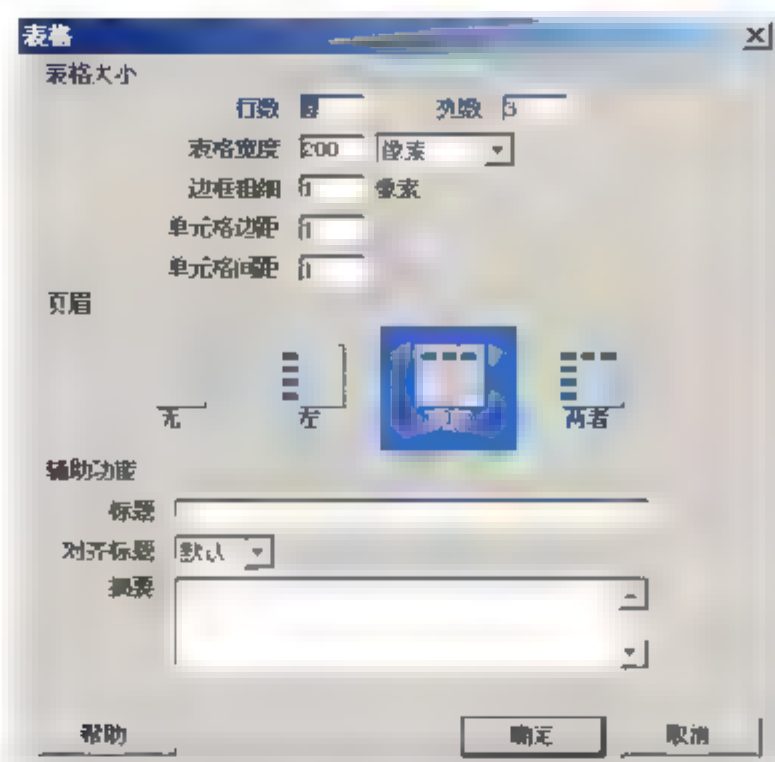 表格
表格大小
行数 列数 3
表格宽度 200 像素
边框粗细 像素
单元格边距
单元格间距
页眉
无 左 两者
辅助功能
标题
对齐标题 默认
摘要
帮助 确定 取消